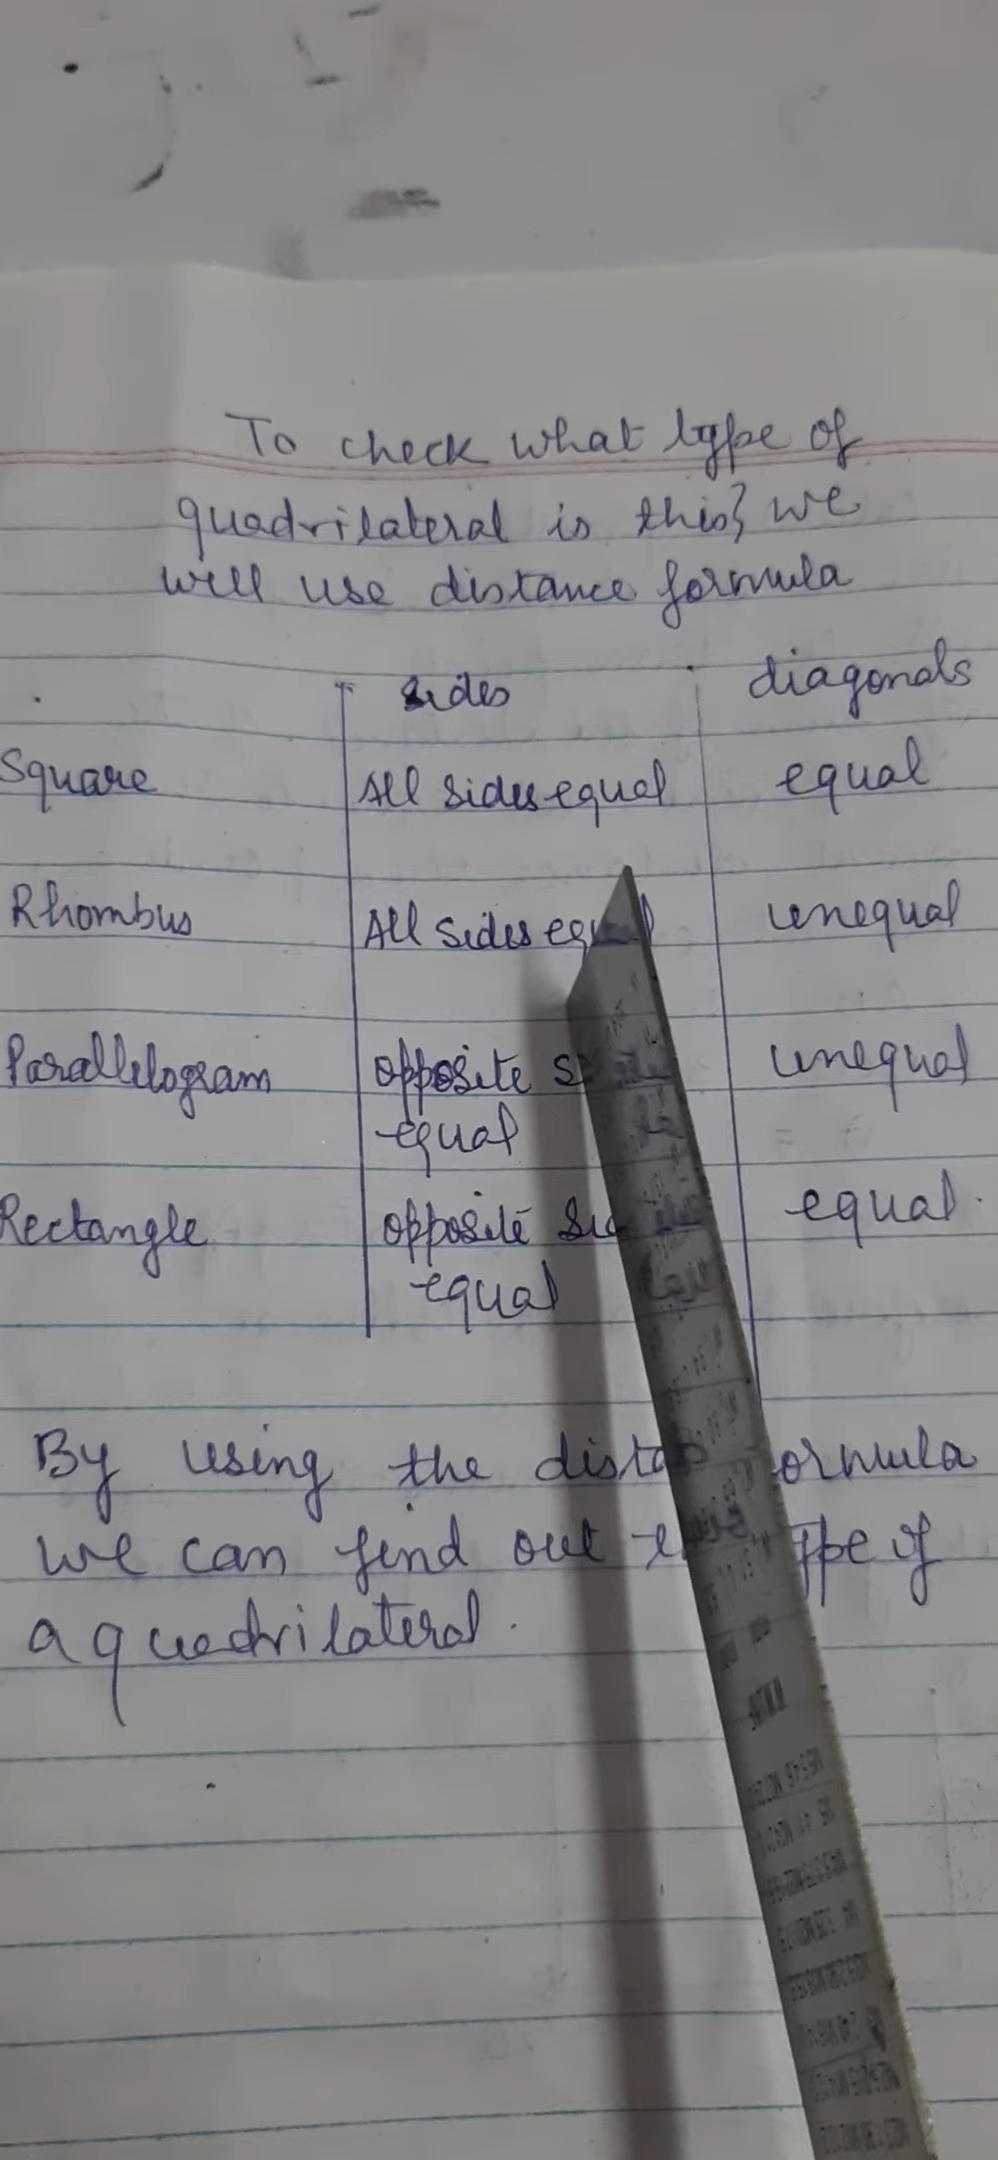 To check what type of
quadrilateral is this, we
will use distance formula
sides diagonals
Square All sides equal equal
Rhombus All sides equal unequal
Parallelogram opposite unequal
equal
Rectangle opposite equal.
equal
By using the
we can find out of
a quadrilateral.